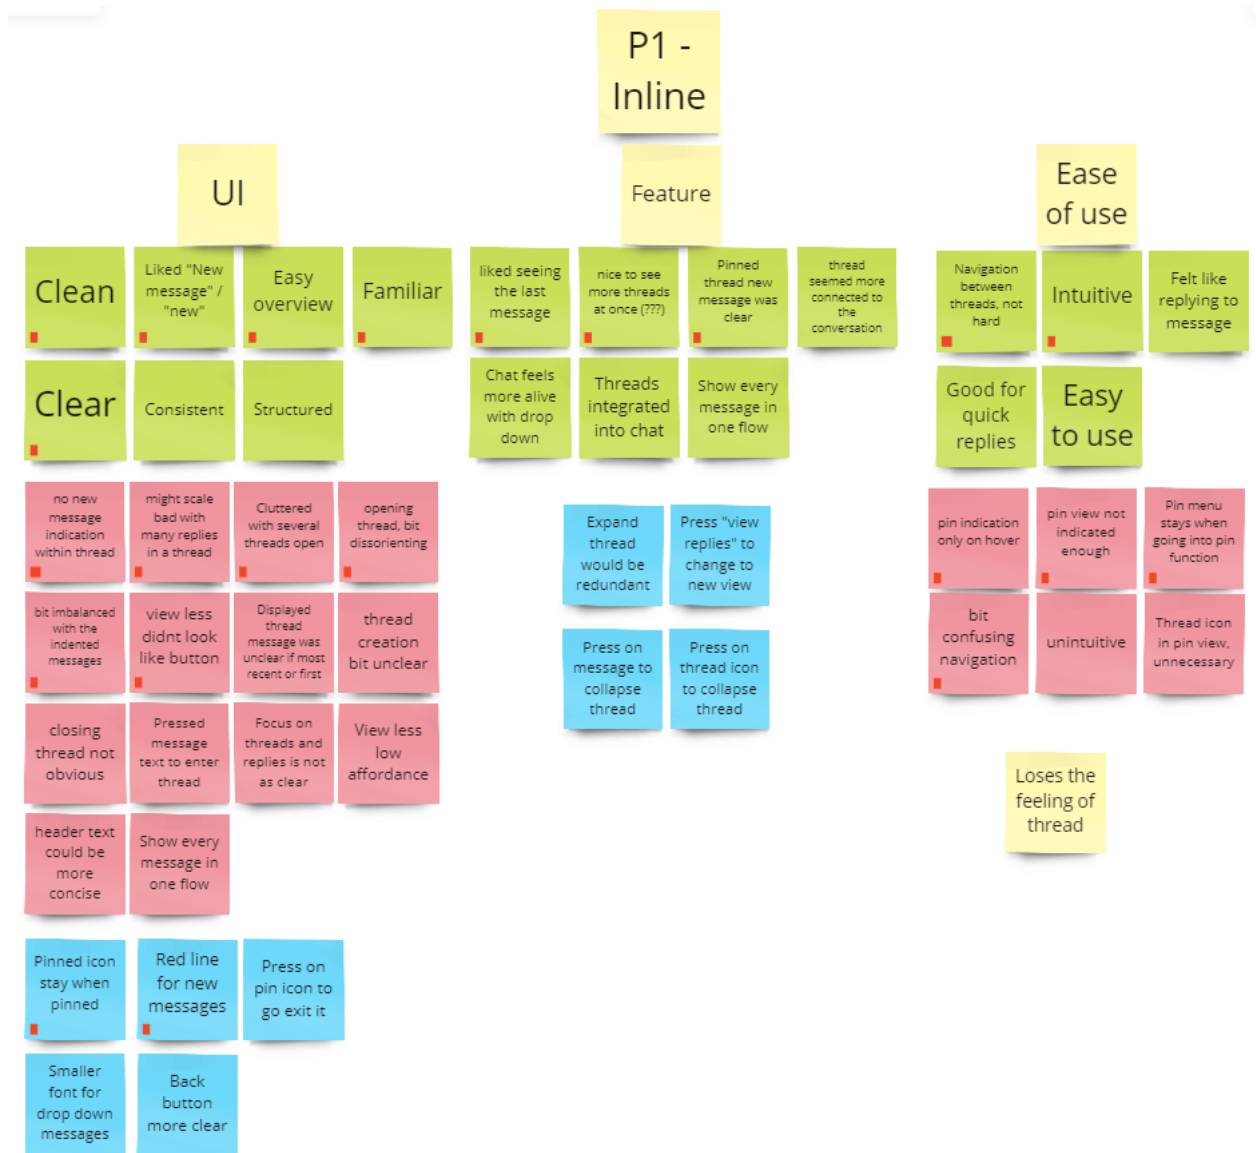 P1 -
Inline
UI
Feature
Ease
of use
Clean
Liked "New
message" /
"new"
Easy
overview
Familiar
Clear
Consistent
Structured
liked seeing
the last
message
nice to see
more threads
at once (???)
Pinned
thread new
message was
clear
thread
seemed more
connected to
the
conversation
Chat feels
more alive
with drop
down
Threads
integrated
into chat
Show every
message in
one flow
Navigation
between
threads, not
hard
Intuitive
Felt like
replying to
message
Good for
quick
replies
Easy
to use
no new
message
indication
within thread
might scale
bad with
many replies
in a thread
Cluttered
with several
threads open
opening
thread, bit
dissorienting
bit imbalanced
with the
indented
messages
view less
didnt look
like button
Displayed
thread
message was
unclear if most
recent or first
thread
creation
bit unclear
closing
thread not
obvious
Pressed
message
text to enter
thread
Focus on
threads and
replies is not
as clear
View less
low
affordance
header text
could be
more
concise
Show every
message in
one flow
Expand
thread
would be
redundant
Press "view
replies" to
change to
new view
Press on
message to
collapse
thread
Press on
thread icon
to collapse
thread
pin indication
only on hover
pin view not
indicated
enough
Pin menu
stays when
going into pin
function
bit
confusing
navigation
unintuitive
Thread icon
in pin view,
unnecessary
Loses the
feeling of
thread
Pinned icon
stay when
pinned
Red line
for new
messages
Press on
pin icon to
go exit it
Smaller
font for
drop down
messages
Back
button
more clear